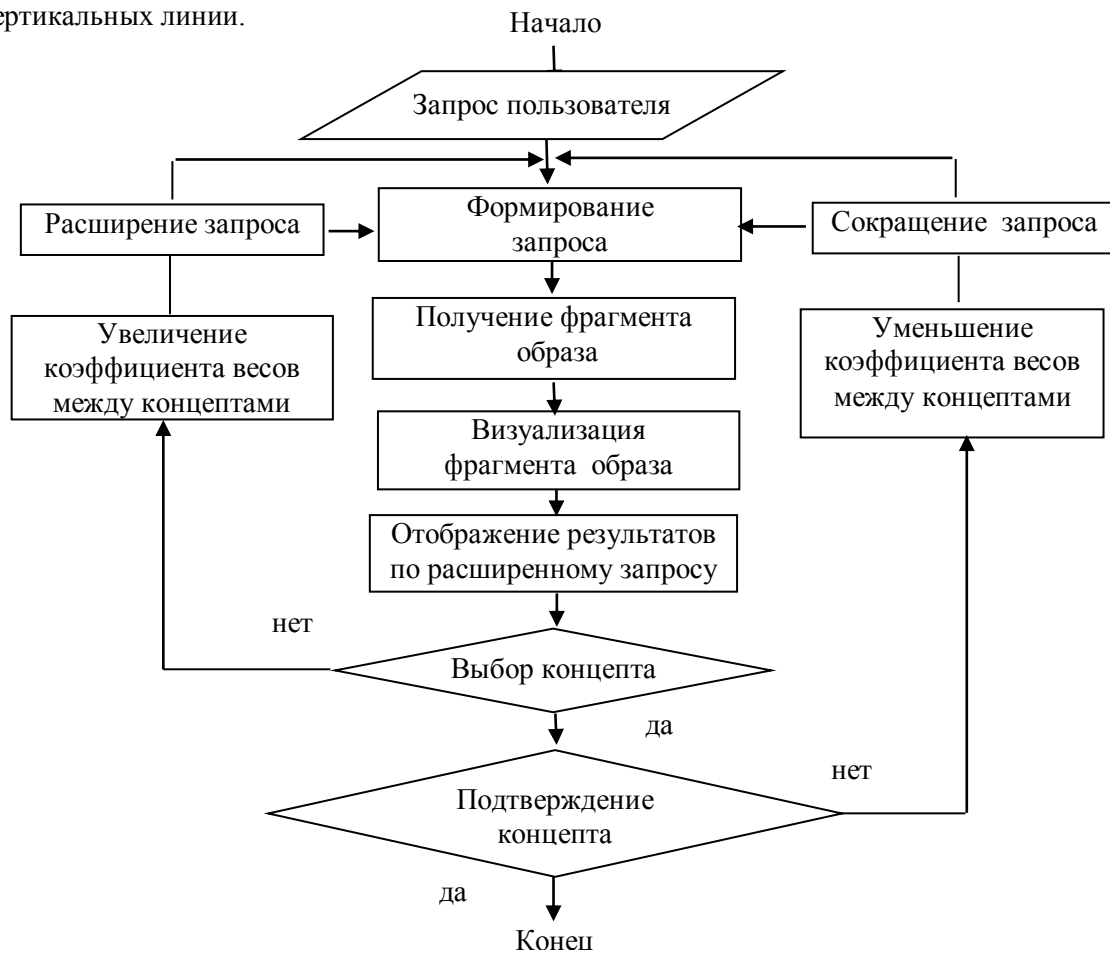 ертикальных линии.
Начало
Запрос пользователя
Расширение запроса
Формирование
запроса
Сокращение запроса
Увеличение
коэффициента весов
между концептами
Получение фрагмента
образа
Уменьшение
коэффициента весов
между концептами
Визуализация
фрагмента образа
Отображение результатов
по расширенному запросу
нет
Выбор концепта
да
нет
Подтверждение
концепта
да
Конец